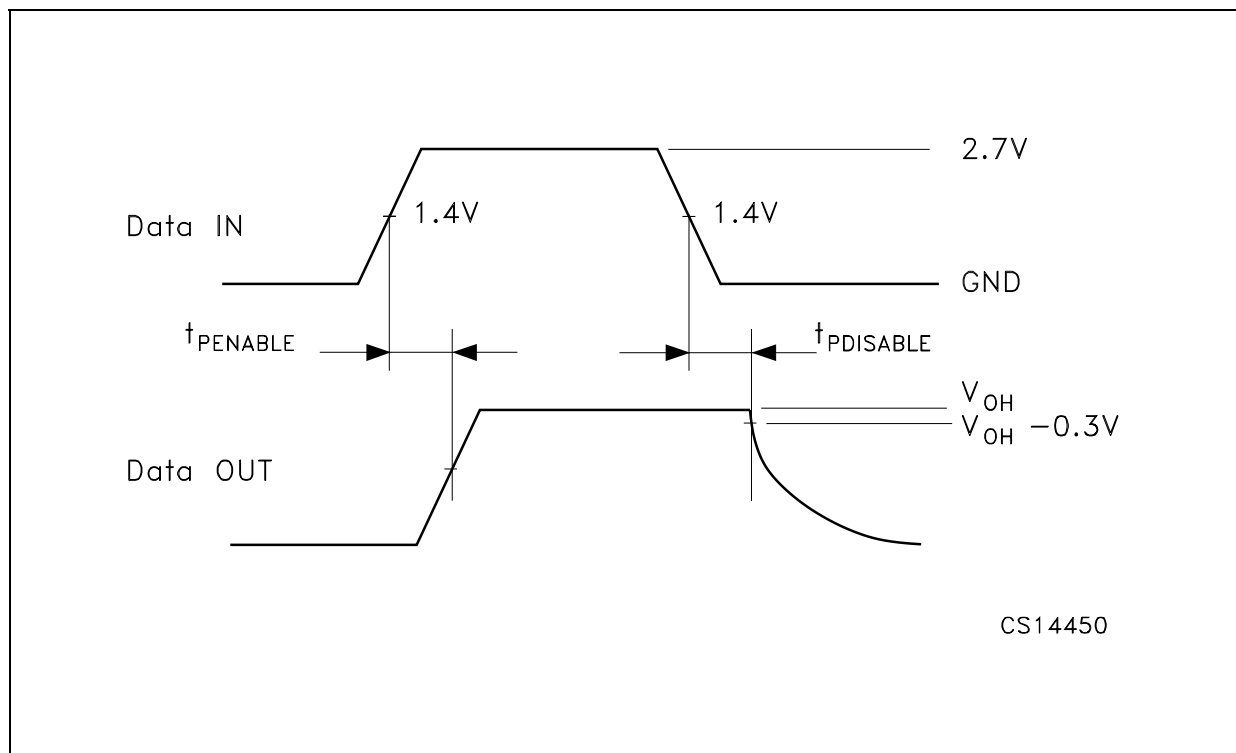 2.7V
1.4V
1.4V
Data IN
GND
tPENABLE
tPDISABLE
VOH
VOH -0.3V
Data OUT
CS14450